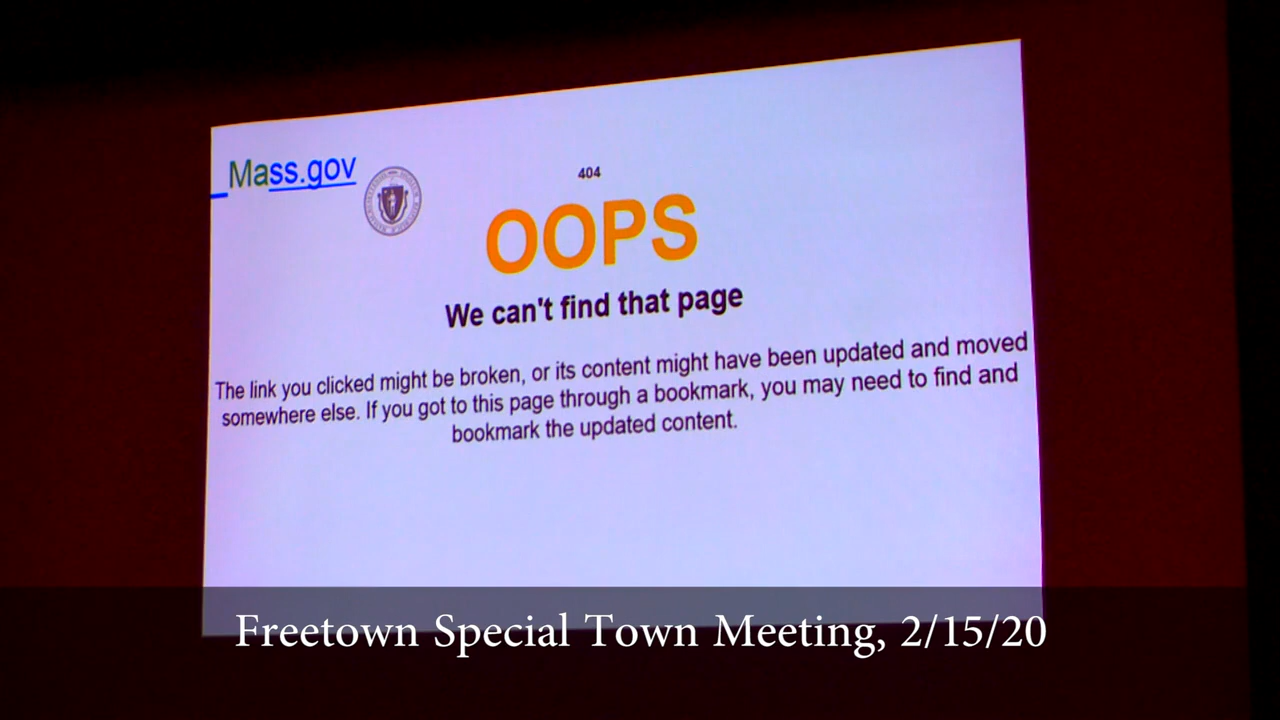 Mass.gov
404
OOPS
We can't find that page
The link you clicked might be broken, or its content might have been updated and moved
somewhere else. If you got to this page through a bookmark, you may need to find and
bookmark the updated content.
Freetown Special Town Meeting, 2/15/20